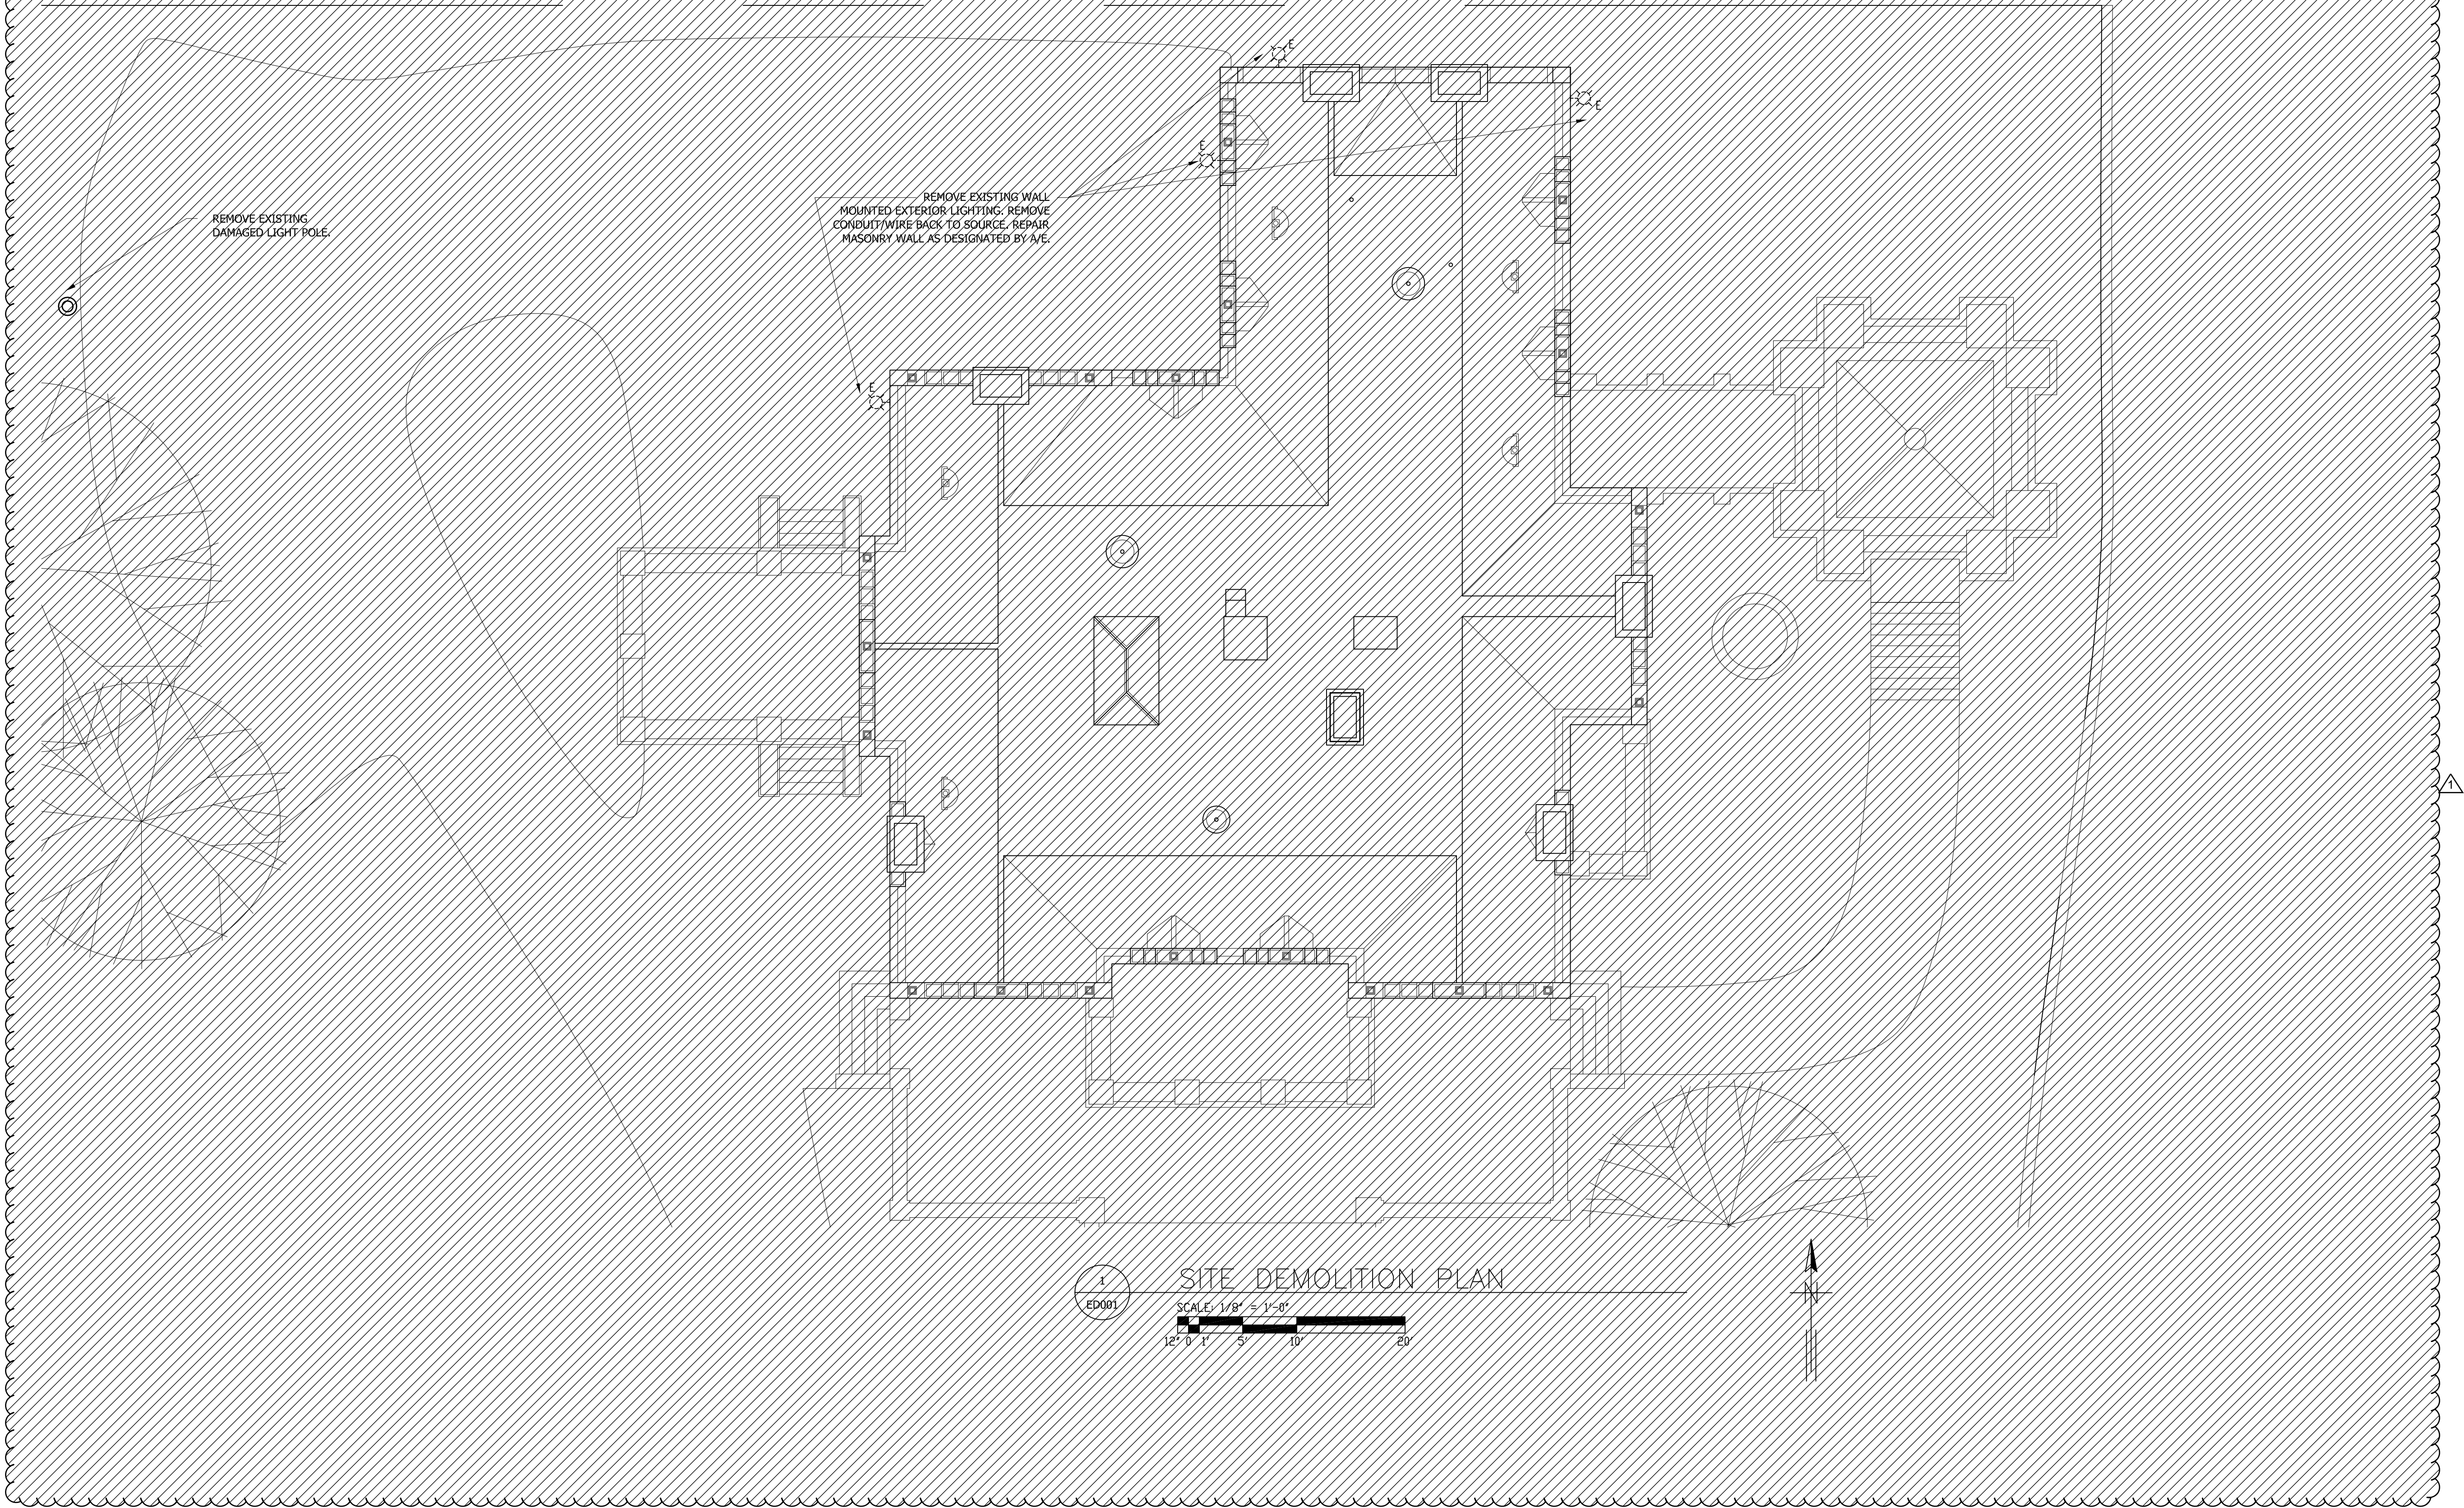 E
E
E
REMOVE EXISTING WALL
MOUNTED EXTERIOR LIGHTING. REMOVE
CONDUIT/WIRE BACK TO SOURCE. REPAIR
MASONRY WALL AS DESIGNATED BY A/E.
REMOVE EXISTING
DAMAGED LIGHT POLE.
E
1
1
ED001
SITE DEMOLITION PLAN
SCALE: 1/8" = 1'-0"
12" 0 1' 5' 10' 20'
N